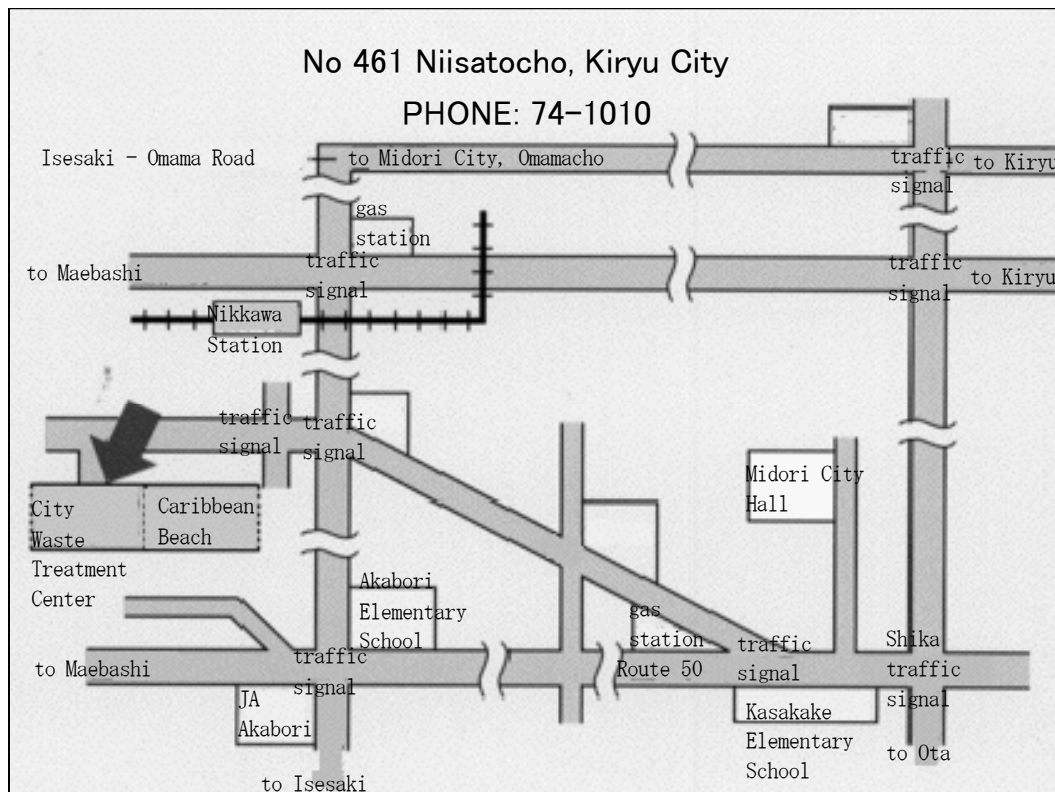 No 461 Niisatocho, Kiryu City
PHONE: 74-1010
Isesaki - Omama Road
to Midori City, Omamacho
traffic
signal
to Kiryu
gas
station
to Maebashi
traffic
signal
traffic
signal
to Kiryu
Nikkawa
Station
traffic
signal
traffic
signal
Midori City
Hall
City
Waste
Treatment
Center
Caribbean
Beach
Akabori
Elementary
School
gas
station
to Maebashi
traffic
signal
Route 50
traffic
signal
Shika
traffic
signal
JA
Akabori
Kasakake
Elementary
School
to Ota
to Isesaki